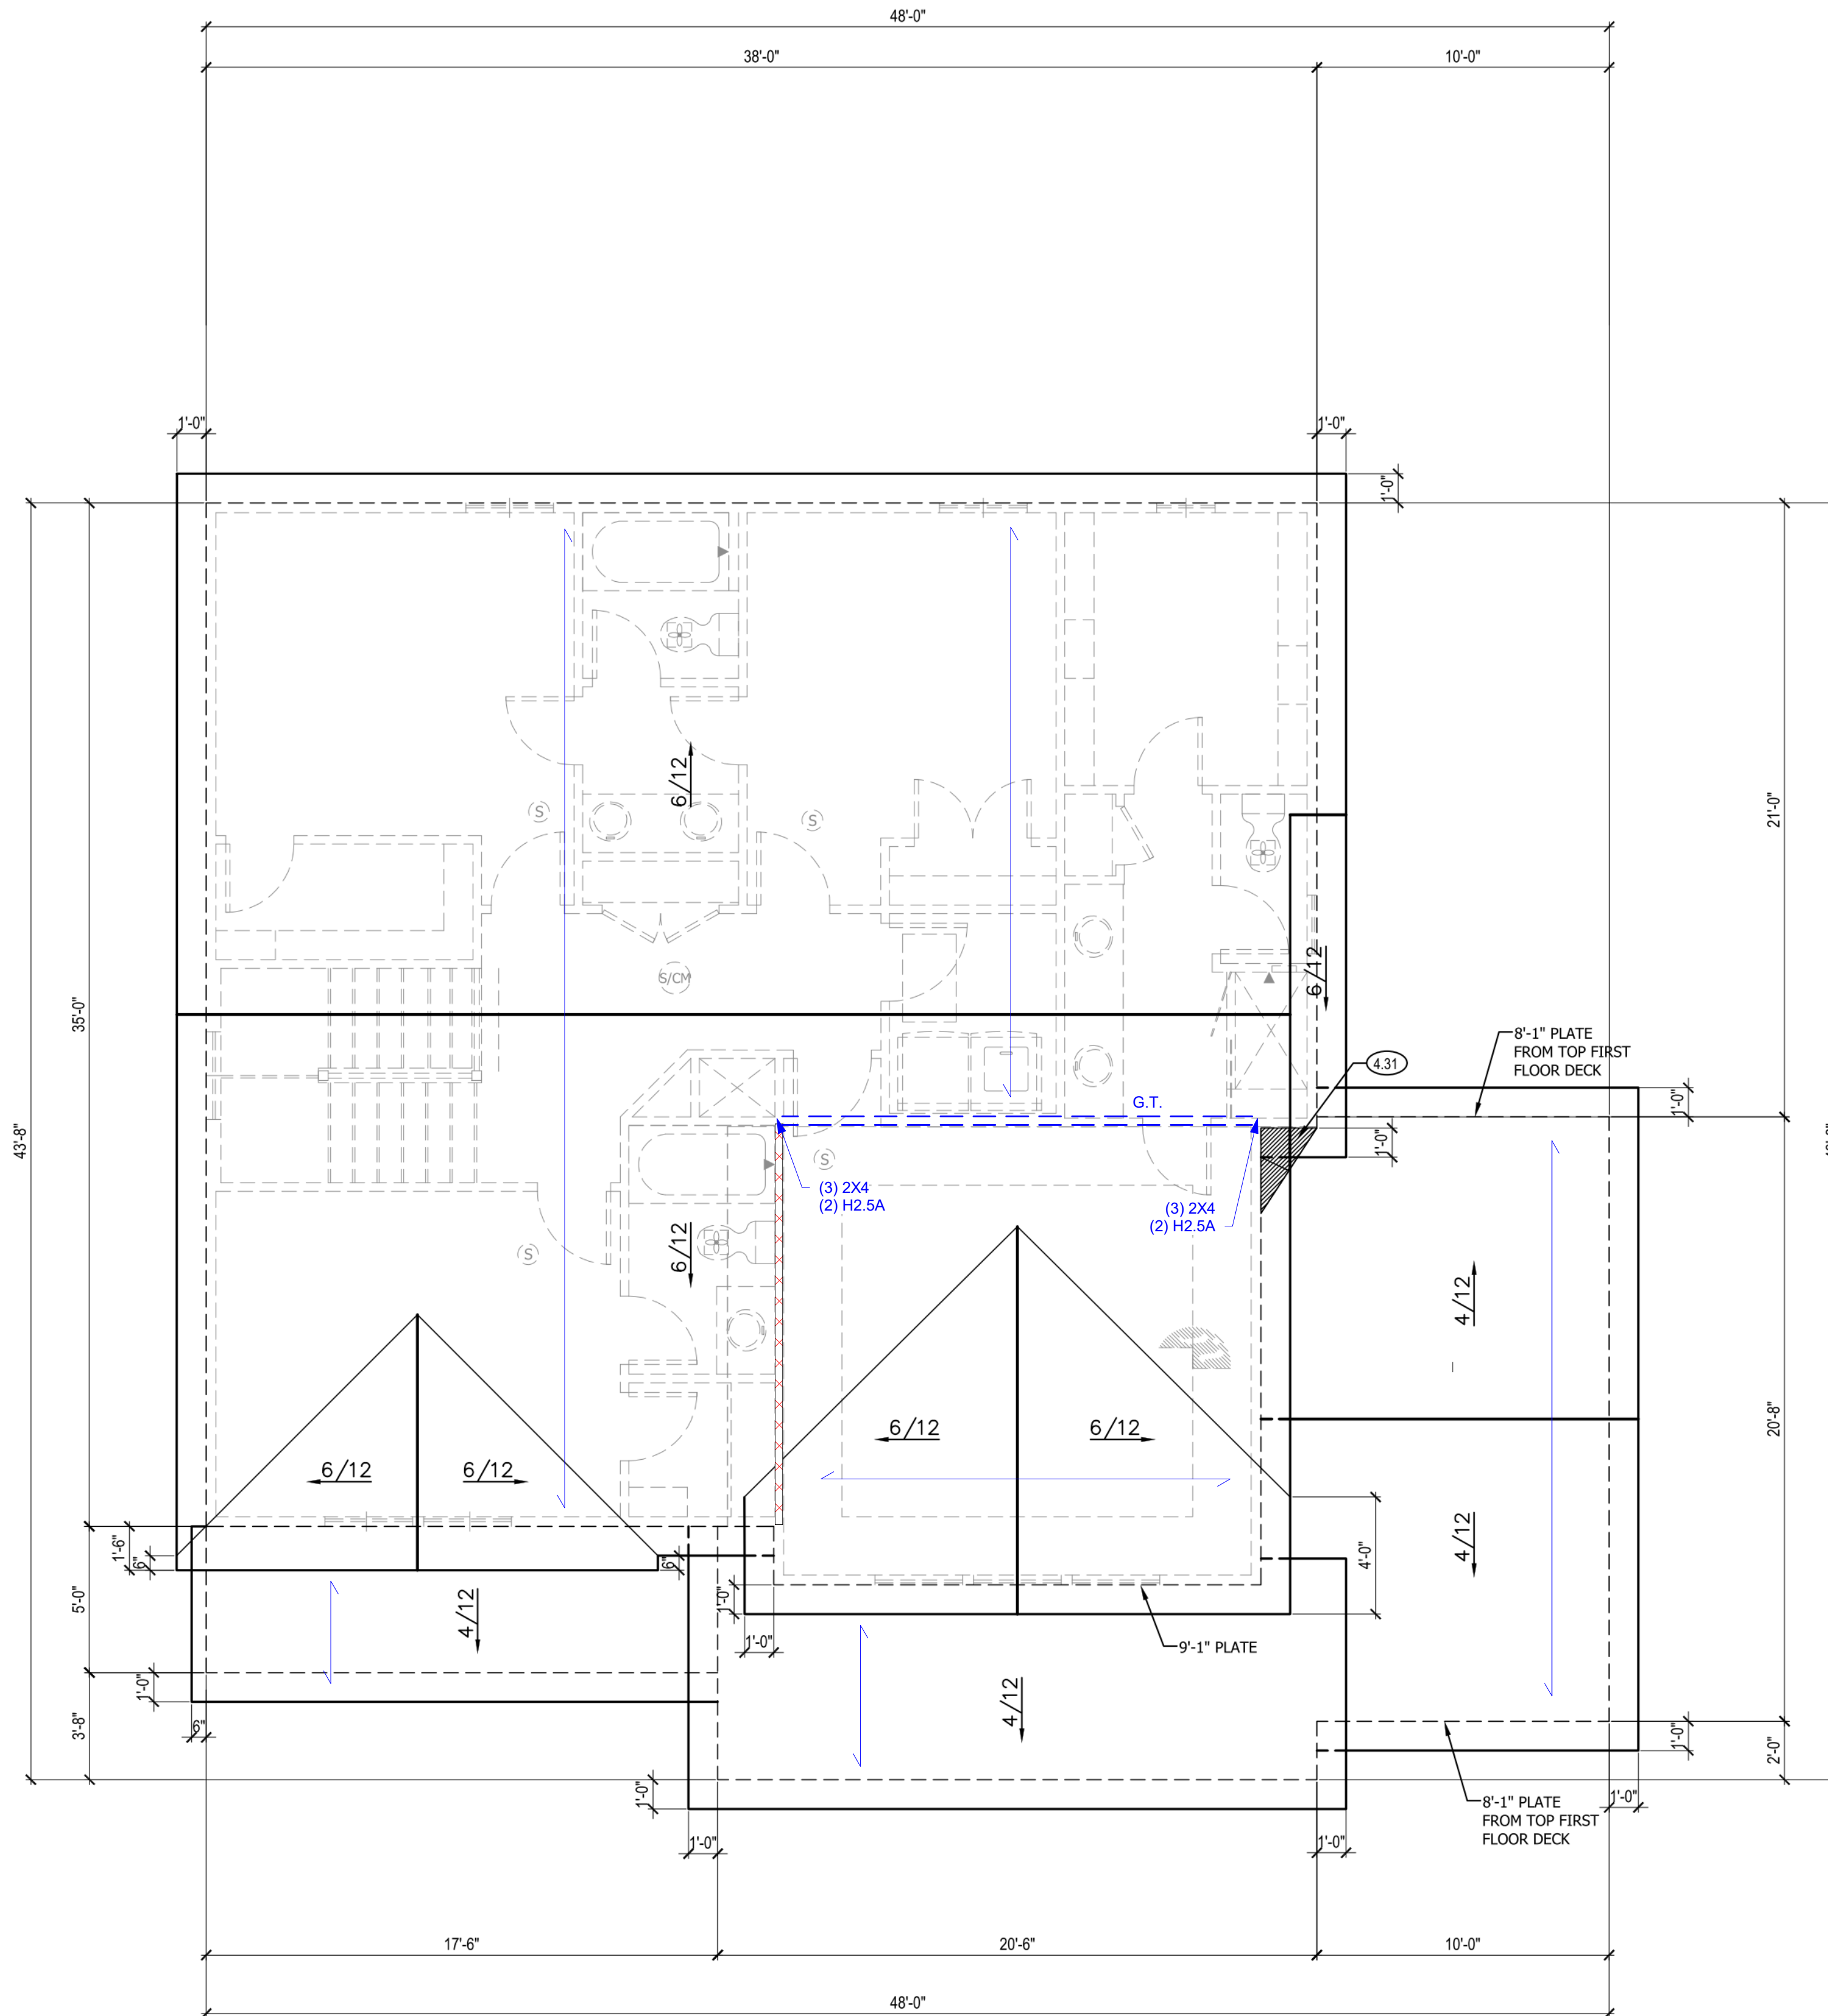 48'-0"
38'-0"
10'-0"
1'-0"
1'-0"
1'-0"
6/12
S
S
21'-0"
S/CM
6/12
35'-0"
8'-1" PLATE
FROM TOP FIRST
FLOOR DECK
4.31
43'-8"
G.T.
1'-0"
1'-0"
S
(3) 2X4
(2) H2.5A
(3) 2X4
(2) H2.5A
6/12
S
4/12
20'-8"
6/12
6/12
6/12
6/12
4/12
1'-6"
6"
6"
4'-0"
5'-0"
1'-0"
4/12
1'-0"
9'-1" PLATE
1'-0"
4/12
3'-8"
6"
1'-0"
2'-0"
1'-0"
8'-1" PLATE
FROM TOP FIRST
FLOOR DECK
1'-0"
1'-0"
1'-0"
17'-6"
20'-6"
10'-0"
48'-0"